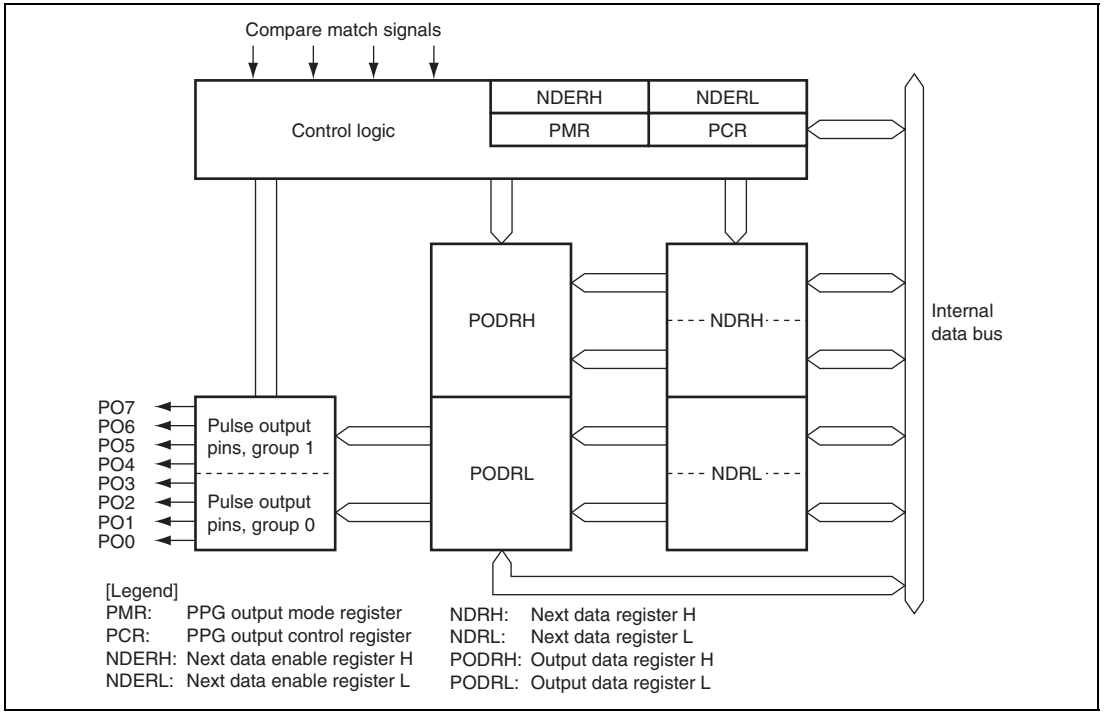 Compare match signals
NDERH
NDERL
Control logic
PMR
PCR
PODRH
NDRH
Internal
data bus
PO7
PO6
PO5
PO4
PO3
PO2
PO1
PO0
Pulse output
pins, group 1
Pulse output
pins, group 0
PODRL
NDRL
[Legend]
PMR: PPG output mode register
PCR: PPG output control register
NDERH: Next data enable register H
NDERL: Next data enable register L
NDRH: Next data register H
NDRL: Next data register L
PODRH: Output data register H
PODRL: Output data register L